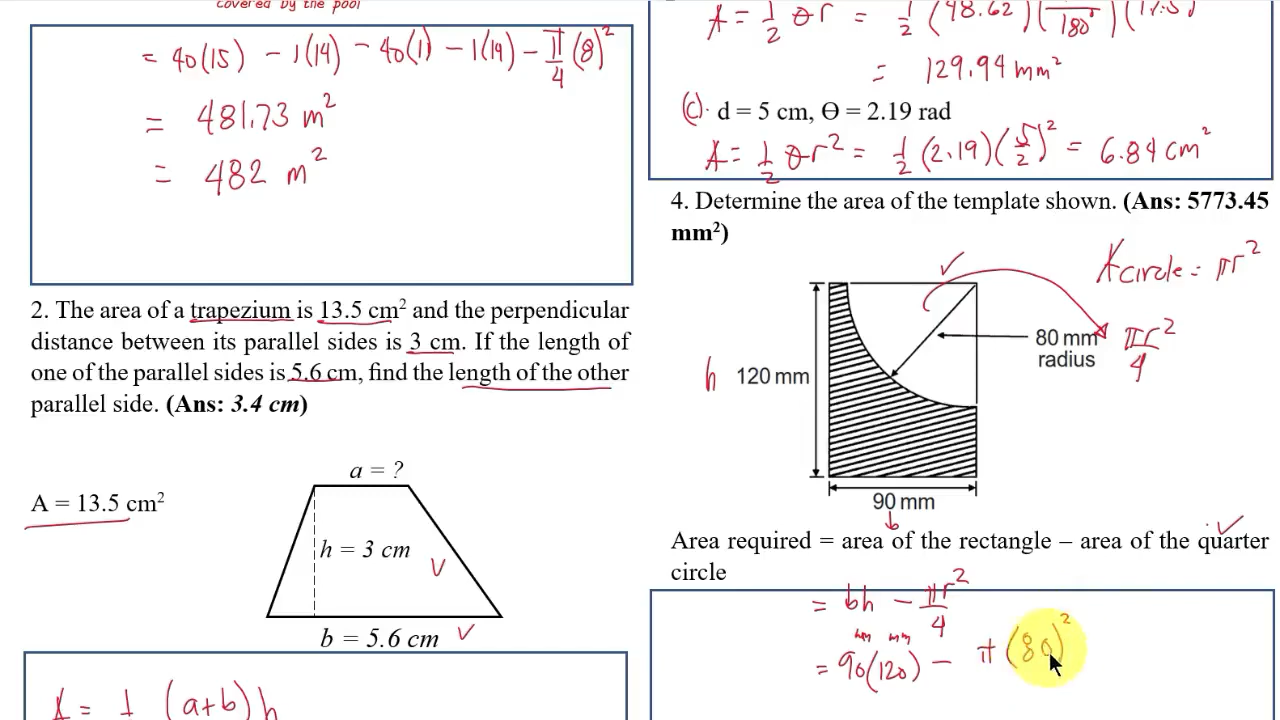 covered by the pool
= 40(15) - 1(14) - 40(1) - 1(14) - π/4 (8)²
= 481.73 m²
= 482 m²
2. The area of a trapezium is 13.5 cm² and the perpendicular
distance between its parallel sides is 3 cm. If the length of
one of the parallel sides is 5.6 cm, find the length of the other
parallel side. (Ans: 3.4 cm)
a = ?
A = 13.5 cm²
h = 3 cm
b = 5.6 cm
A = 1 (a+b) h
A = 1/2 θ r = 1/2 (48.62)(/180°)
= 129.94 mm²
(c). d = 5 cm, Ɵ = 2.19 rad
A = 1/2 θr² = 1/2 (2.19)(5/2)² = 6.84 cm²
4. Determine the area of the template shown. (Ans: 5773.45
mm²)
A circle = πr²
80 mm
radius
πr²/4
h 120 mm
90 mm
b
Area required = area of the rectangle – area of the quarter
circle
= bh - πr²/4
mm mm
= 90(120) - π(80)²